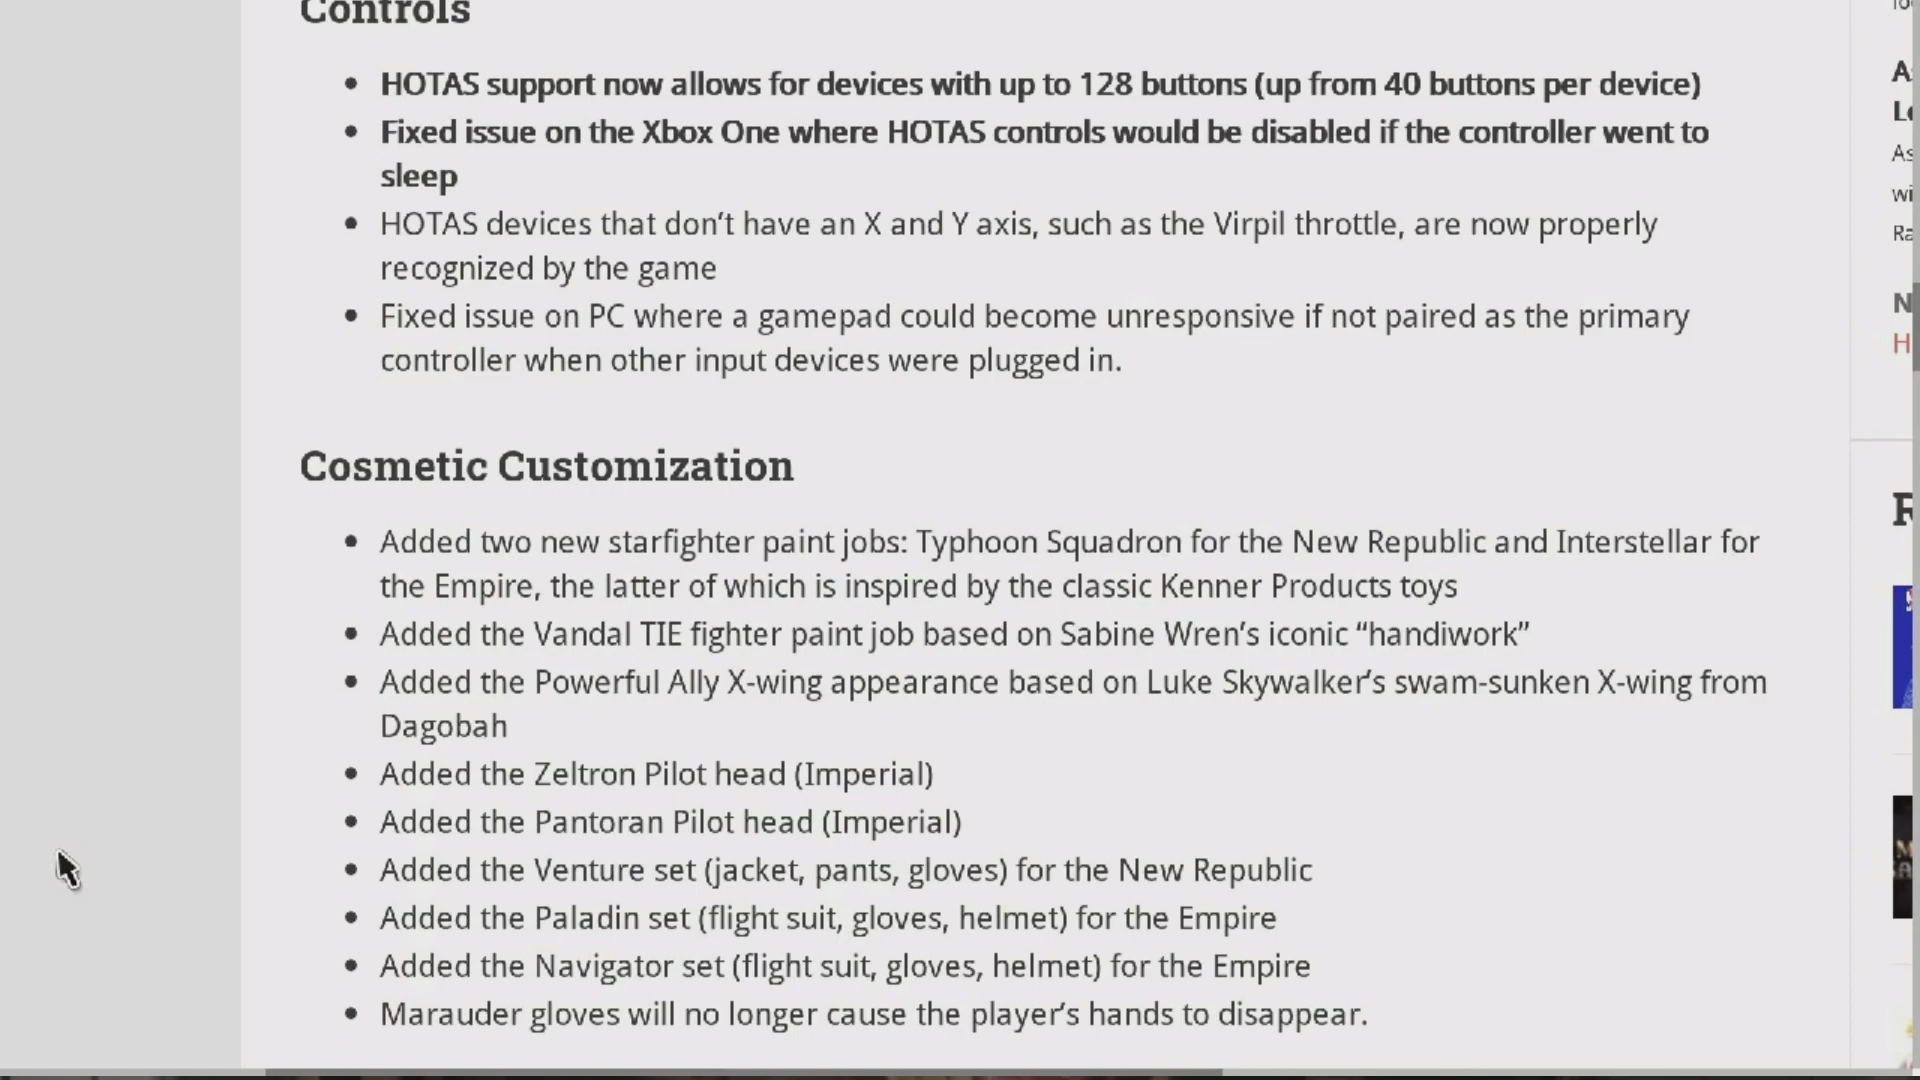 Controls
HOTAS support now allows for devices with up to 128 buttons (up from 40 buttons per device)
Fixed issue on the Xbox One where HOTAS controls would be disabled if the controller went to
sleep
HOTAS devices that don’t have an X and Y axis, such as the Virpil throttle, are now properly
recognized by the game
Fixed issue on PC where a gamepad could become unresponsive if not paired as the primary
controller when other input devices were plugged in.
Cosmetic Customization
Added two new starfighter paint jobs: Typhoon Squadron for the New Republic and Interstellar for
the Empire, the latter of which is inspired by the classic Kenner Products toys
Added the Vandal TIE fighter paint job based on Sabine Wren’s iconic “handiwork”
Added the Powerful Ally X-wing appearance based on Luke Skywalker’s swam-sunken X-wing from
Dagobah
Added the Zeltron Pilot head (Imperial)
Added the Pantoran Pilot head (Imperial)
Added the Venture set (jacket, pants, gloves) for the New Republic
Added the Paladin set (flight suit, gloves, helmet) for the Empire
Added the Navigator set (flight suit, gloves, helmet) for the Empire
Marauder gloves will no longer cause the player’s hands to disappear.